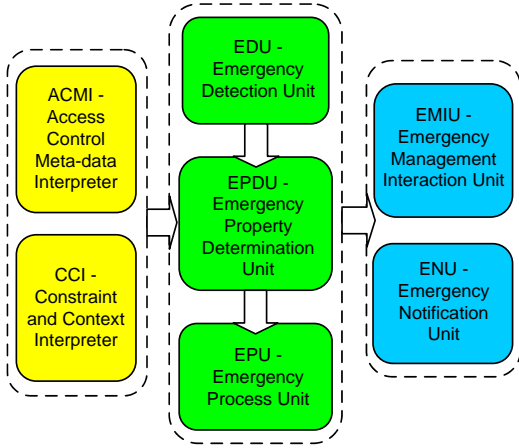 ACMI -
Access
Control
Meta-data
Interpreter
CCI -
Constraint
and Context
Interpreter
EDU -
Emergency
Detection Unit
EPDU -
Emergency
Property
Determination
Unit
EPU -
Emergency
Process Unit
EMIU -
Emergency
Management
Interaction Unit
ENU -
Emergency
Notification
Unit